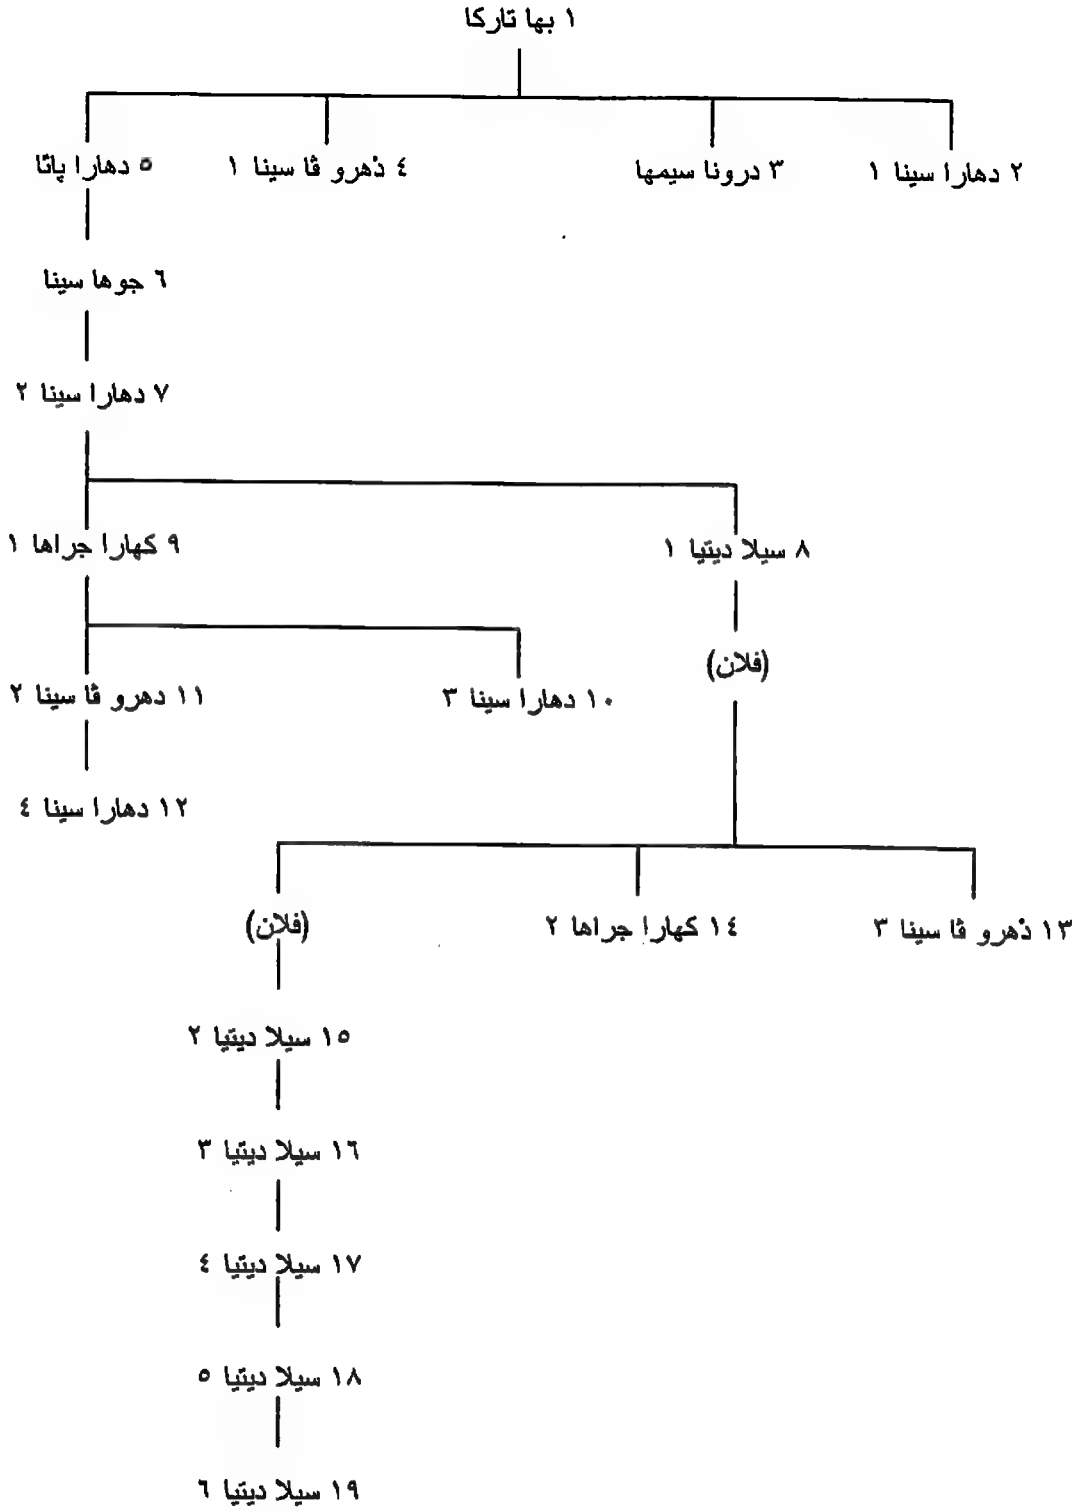 ١ بها تاركا
٢ دهارا سينا ١
٣ درونا سيمها
٤ ذهرو ڤا سينا ١
٥ دهارا پاتا
٦ جوها سينا
٧ دهارا سينا ٢
٨ سيلا ديتيا ١
٩ كهارا جراها ١
(فلان)
١٠ دهارا سينا ٣
١١ دهرو ڤا سينا ٢
١٢ دهارا سينا ٤
١٣ ذهرو ڤا سينا ٣
١٤ كهارا جراها ٢
(فلان)
١٥ سيلا ديتيا ٢
١٦ سيلا ديتيا ٣
١٧ سيلا ديتيا ٤
١٨ سيلا ديتيا ٥
١٩ سيلا ديتيا ٦